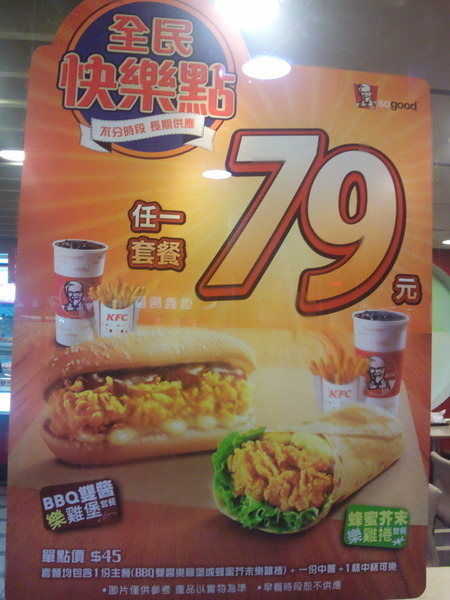 全民
快樂點
不分時段 長期供應
so good
任一
套餐
79
元
KFC
KFC
BBQ雙醬
樂雞堡套餐
蜂蜜芥末
樂雞捲套餐
單點價 $45
套餐均包含1份主餐(BBQ雙醬樂雞堡或蜂蜜芥末樂雞捲)+一份中薯+1杯中杯可樂
•圖片僅供參考 產品以實物為準 •早餐時段恕不供應